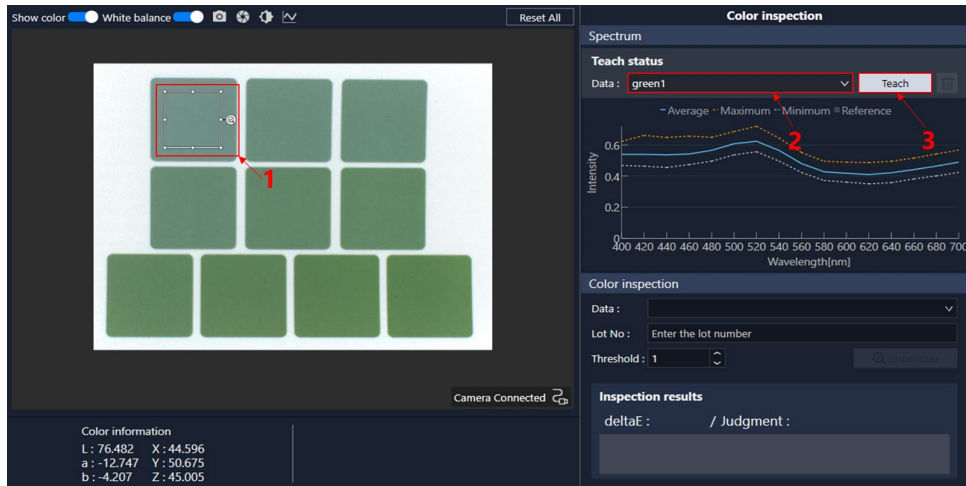 Show color White balance Reset All
Color inspection
Spectrum
Teach status
Data : green1 Teach
Average Maximum Minimum Reference
2 3
1
Intensity
0.6
0.4
0.2
0
400 420 440 460 480 500 520 540 560 580 600 620 640 660 680 700
Wavelength[nm]
Color inspection
Data :
Lot No : Enter the lot number
Threshold : 1 Inspection
Camera Connected
Inspection results
deltaE : / Judgment :
Color information
L : 76.482 X : 44.596
a : -12.747 Y : 50.675
b : -4.207 Z : 45.005